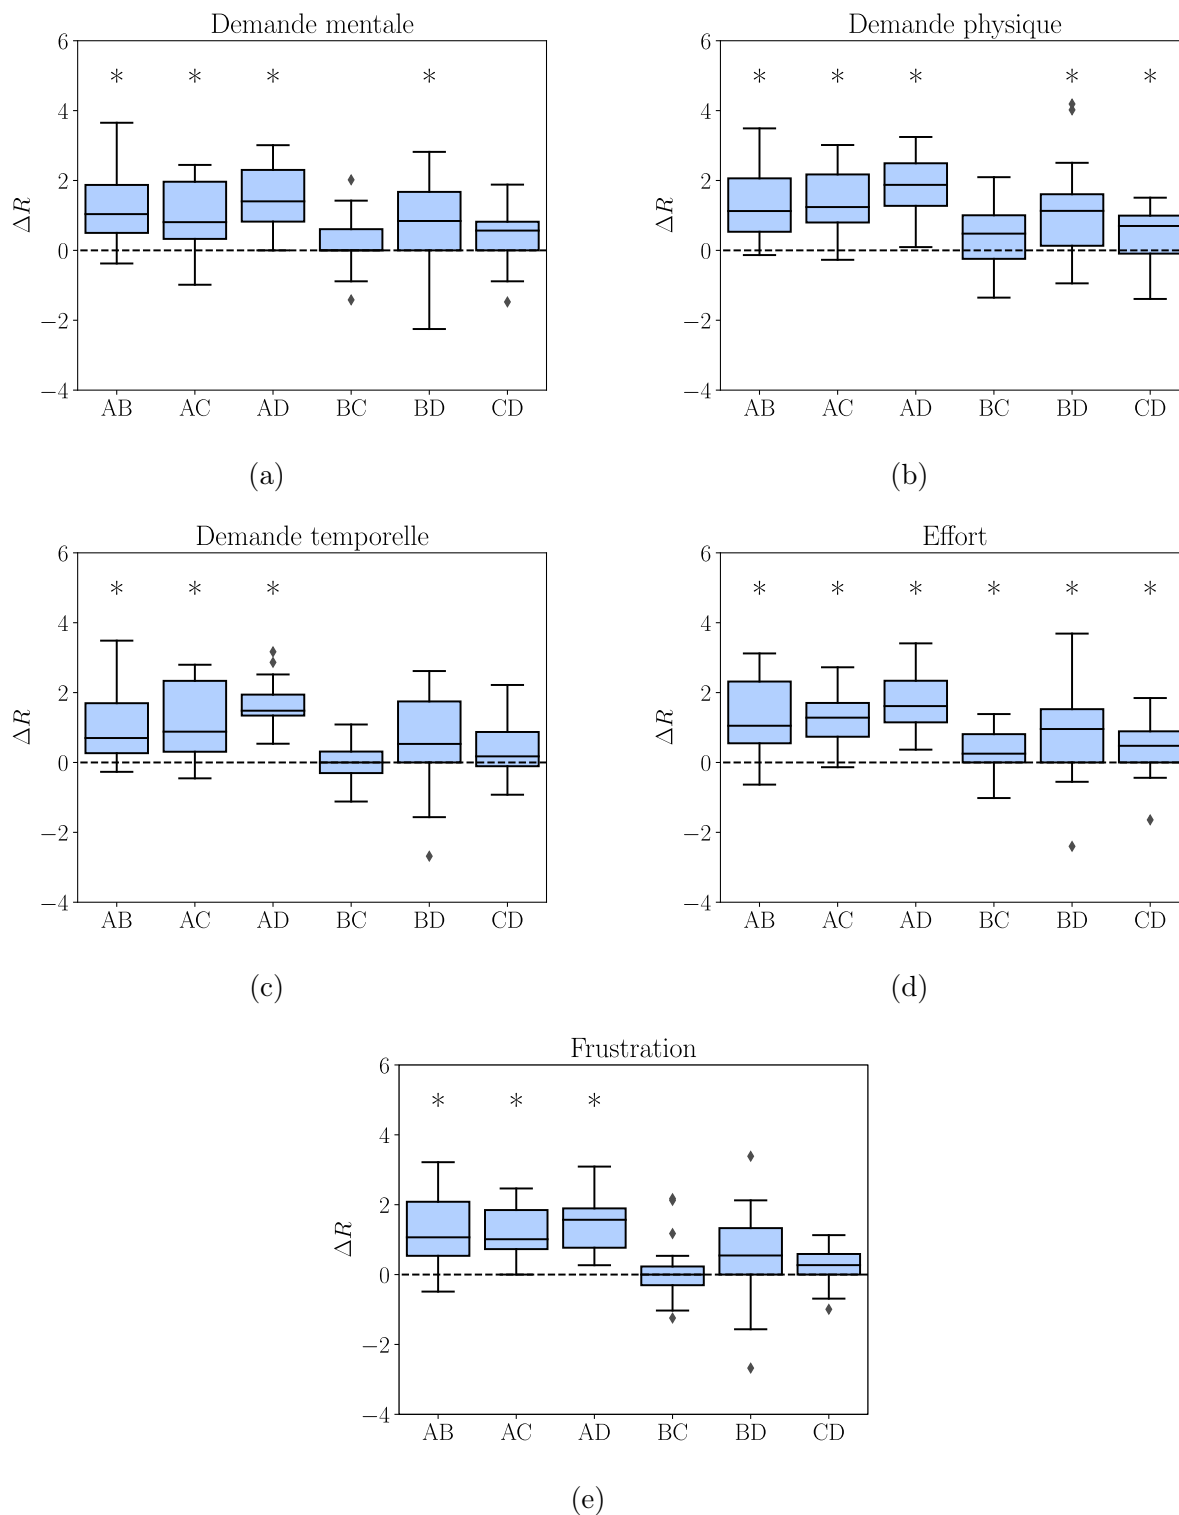 Demande mentale
6
4
2
0
−2
−4
ΔR
* * * *
AB AC AD BC BD CD
(a)
Demande physique
6
4
2
0
−2
−4
ΔR
* * * * *
AB AC AD BC BD CD
(b)
Demande temporelle
6
4
2
0
−2
−4
ΔR
* * *
AB AC AD BC BD CD
(c)
Effort
6
4
2
0
−2
−4
ΔR
* * * * * *
AB AC AD BC BD CD
(d)
Frustration
6
4
2
0
−2
−4
ΔR
* * *
AB AC AD BC BD CD
(e)